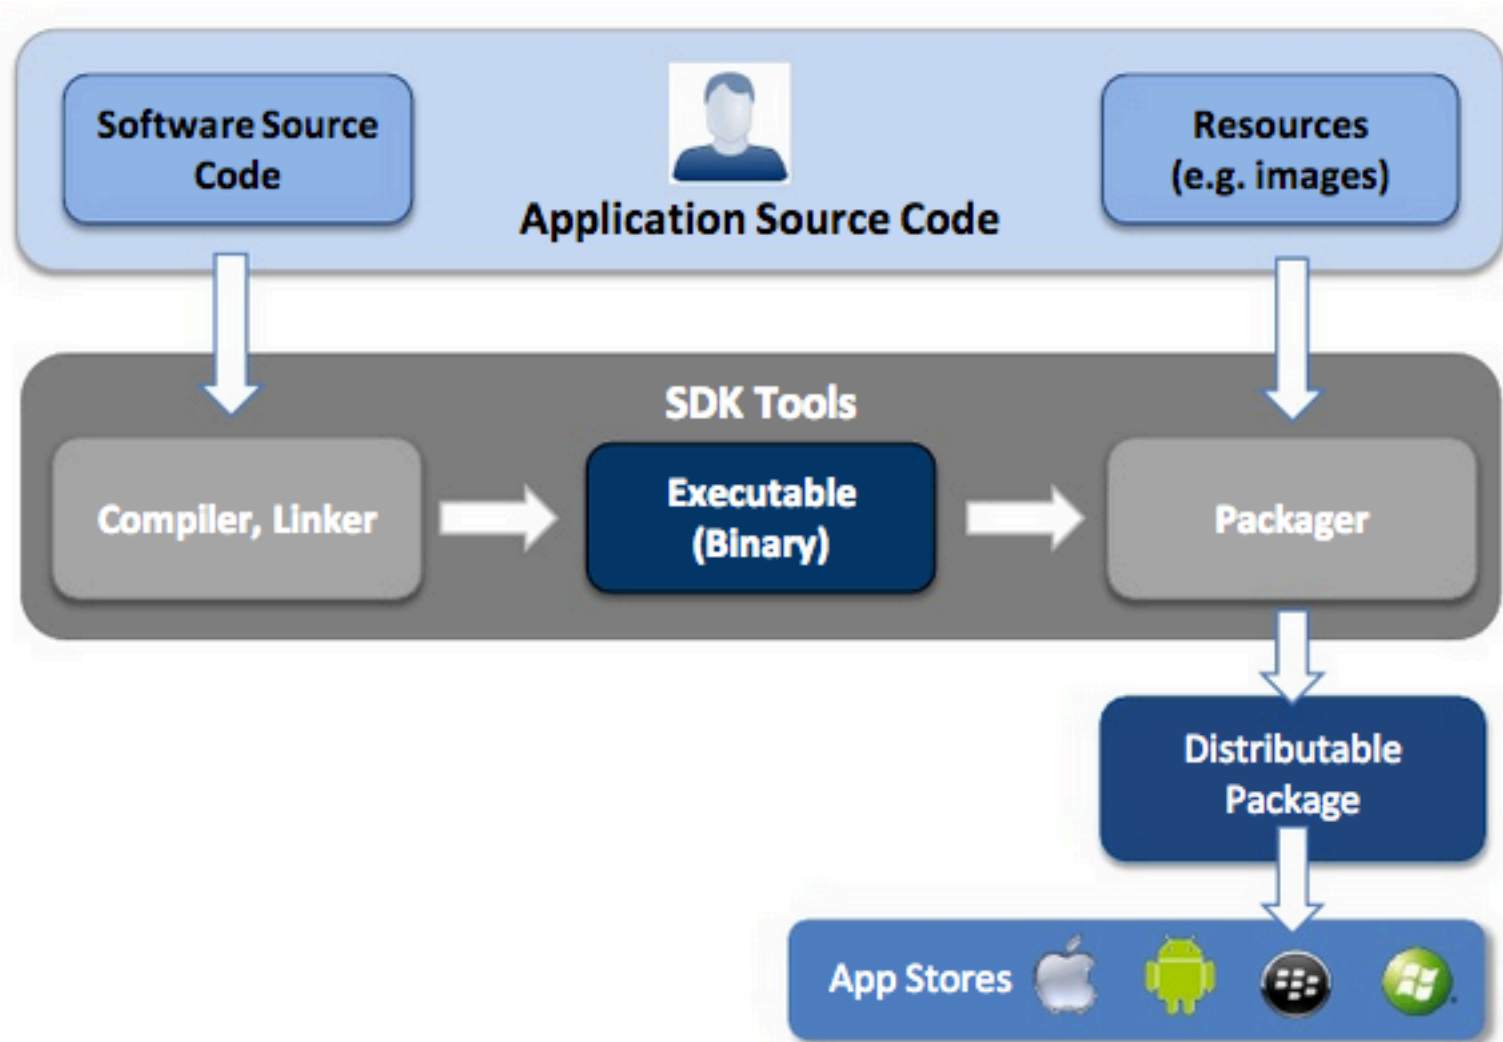 Software Source
Code
Application Source Code
Resources
(e.g. images)
SDK Tools
Compiler, Linker
Executable
(Binary)
Packager
Distributable
Package
App Stores